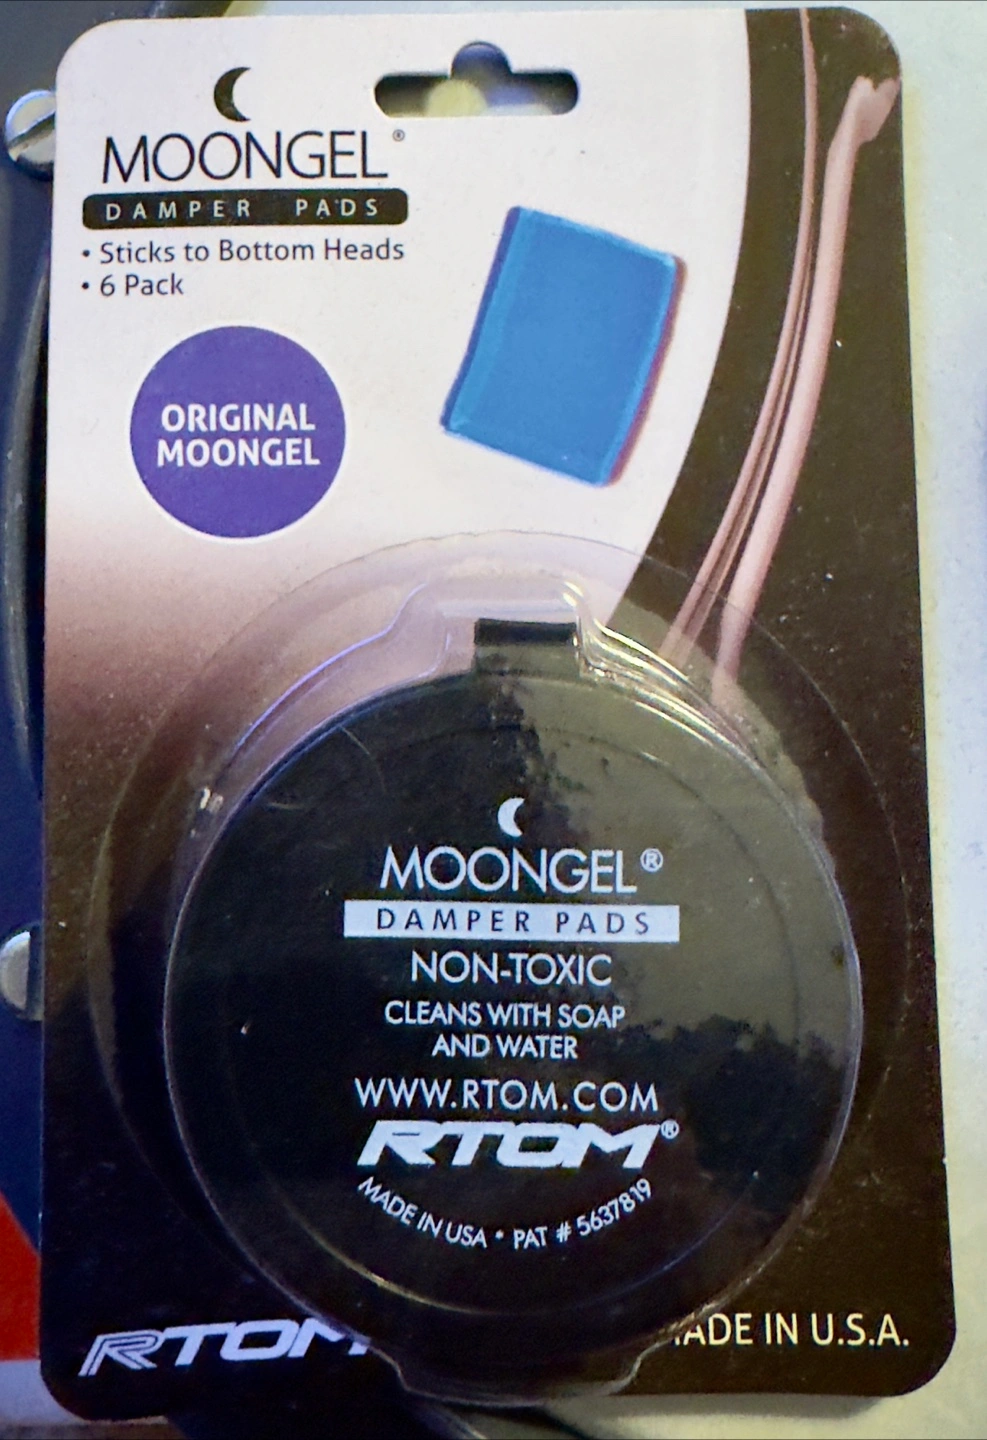 MOONGEL®
DAMPER PADS
• Sticks to Bottom Heads
• 6 Pack
ORIGINAL
MOONGEL
MOONGEL®
DAMPER PADS
NON-TOXIC
CLEANS WITH SOAP
AND WATER
WWW.RTOM.COM
RTOM®
MADE IN USA • PAT # 5637819
RTOM
MADE IN U.S.A.